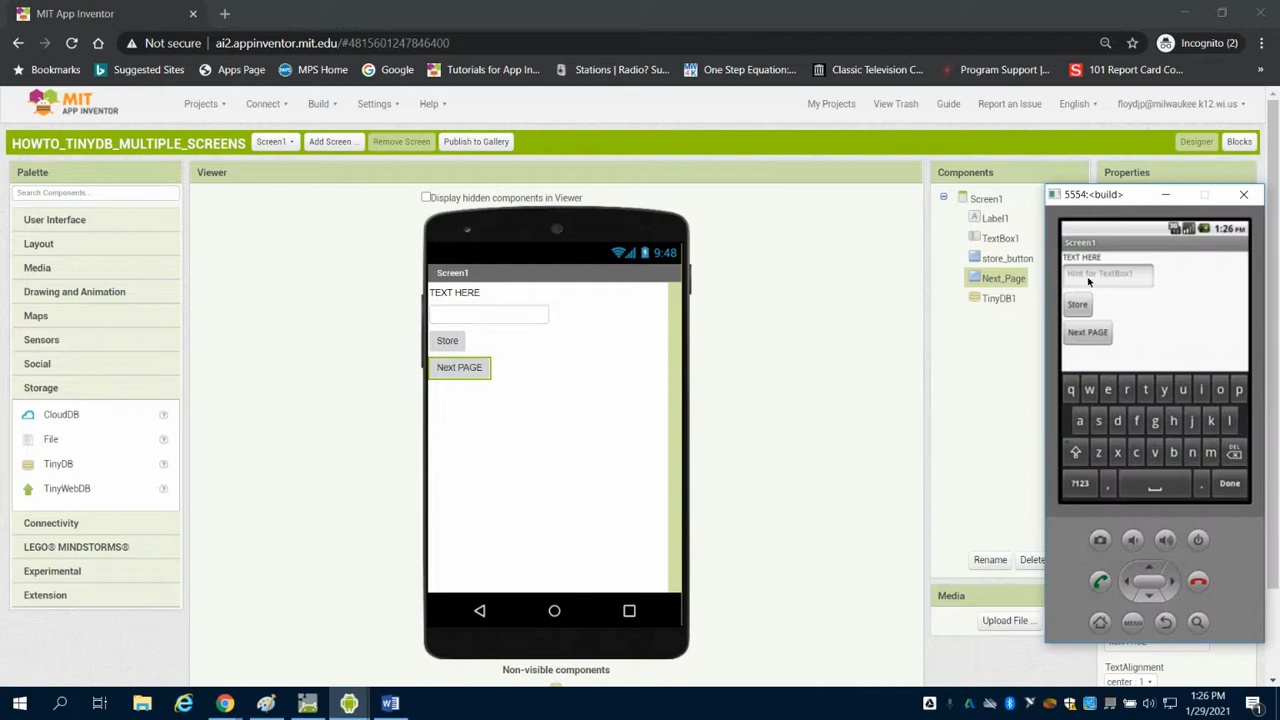 MIT App Inventor
Not secure
ai2.appinventor.mit.edu/#4815601247846400
Incognito (2)
Bookmarks
Suggested Sites
Apps Page
MPS Home
Google
Tutorials for App In...
Stations | Radio? Su...
One Step Equation:...
Classic Television C...
Program Support |...
101 Report Card Co...
MIT
APP INVENTOR
Projects
Connect
Build
Settings
Help
My Projects
View Trash
Guide
Report an Issue
English
floydjp@milwaukee.k12.wi.us
HOWTO_TINYDB_MULTIPLE_SCREENS
Screen1
Add Screen ...
Remove Screen
Publish to Gallery
Designer
Blocks
Palette
Search Components...
User Interface
Layout
Media
Drawing and Animation
Maps
Sensors
Social
Storage
CloudDB
File
TinyDB
TinyWebDB
Connectivity
LEGO® MINDSTORMS®
Experimental
Extension
Viewer
Display hidden components in Viewer
9:48
Screen1
TEXT HERE
Store
Next PAGE
Non-visible components
Components
Screen1
Label1
TextBox1
store_button
Next_Page
TinyDB1
Rename
Delete
Media
Upload File ...
Properties
5554:<build>
1:26 PM
Screen1
TEXT HERE
Hint for TextBox1
Store
Next PAGE
q w e r t y u i o p
a s d f g h j k l
z x c v b n m DEL
?123 , . Done
MENU
TextAlignment
center : 1
1:26 PM
1/29/2021